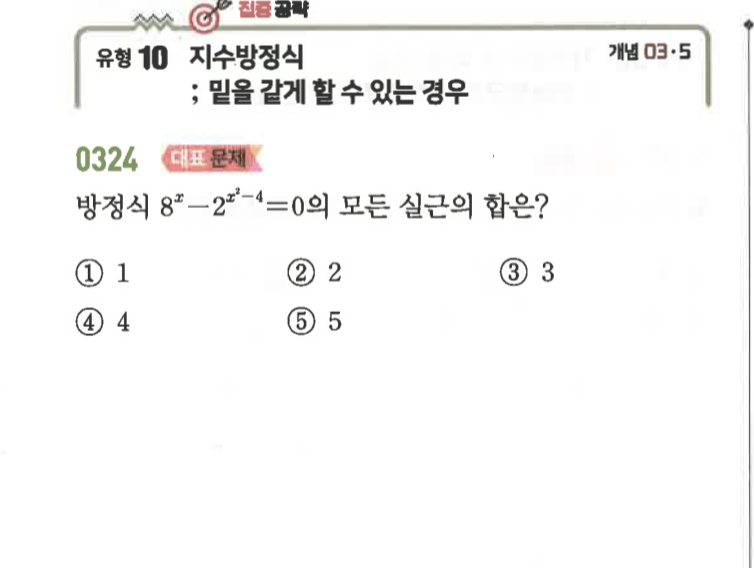 집중 공략
유형 10 지수방정식 개념 03·5
; 밑을 같게 할 수 있는 경우
0324 대표 문제
방정식 8ˣ－2^{x²－4}＝0의 모든 실근의 합은?
① 1 ② 2 ③ 3
④ 4 ⑤ 5